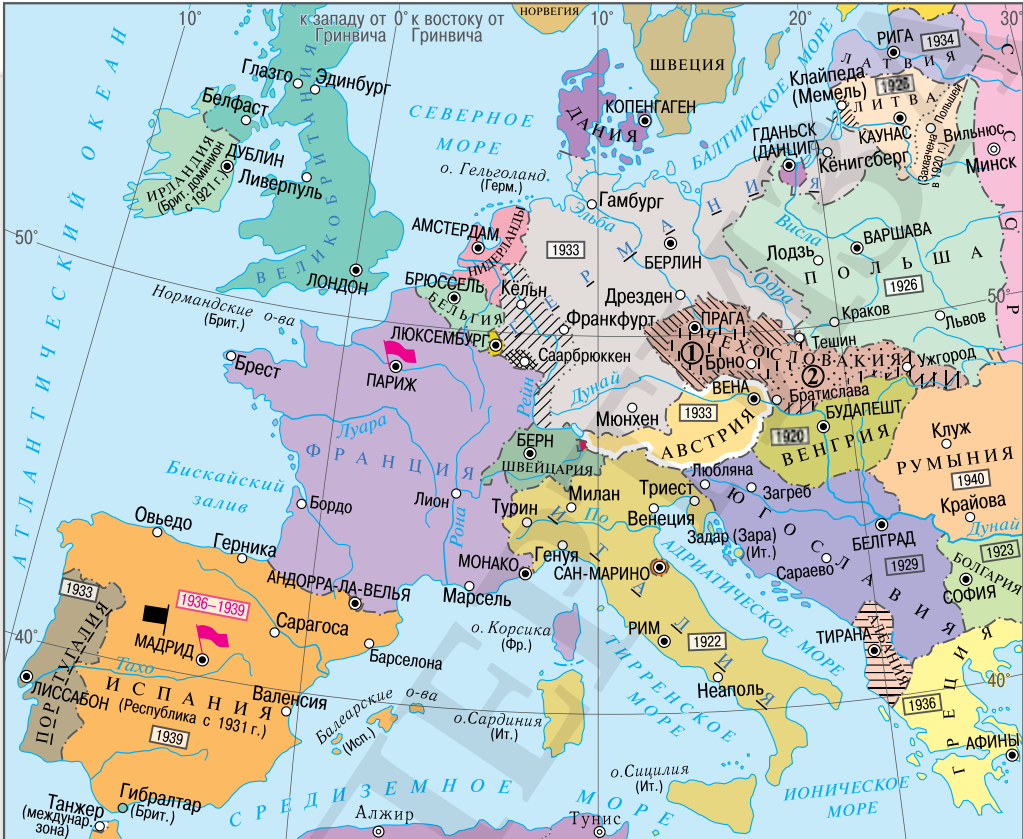 10°
к западу от 0° к востоку от
Гринвича Гринвича
НОРВЕГИЯ
10°
20°
30°
АТЛАНТИЧЕСКИЙ ОКЕАН
Глазго
Эдинбург
Белфаст
ДУБЛИН
ИРЛАНДИЯ
(Брит. доминион
с 1921 г.)
Ливерпуль
ВЕЛИКОБРИТАНИЯ
ЛОНДОН
СЕВЕРНОЕ
МОРЕ
о. Гельголанд
(Герм.)
ШВЕЦИЯ
КОПЕНГАГЕН
ДАНИЯ
БАЛТИЙСКОЕ МОРЕ
РИГА
1934
ЛАТВИЯ
Клайпеда
(Мемель)
1926
ЛИТВА
КАУНАС
Захвачена Польшей
в 1920 г.
Вильнюс
Минск
СССР
ГДАНЬСК
(ДАНЦИГ)
Кёнигсберг
Гамбург
Эльба
АМСТЕРДАМ
НИДЕРЛАНДЫ
1933
ГЕРМАНИЯ
БЕРЛИН
Висла
ВАРШАВА
Лодзь
ПОЛЬША
1926
Одра
50°
50°
Нормандские о-ва
(Брит.)
БРЮССЕЛЬ
БЕЛЬГИЯ
Кёльн
Дрезден
Франкфурт
ЛЮКСЕМБУРГ
Саарбрюккен
ПРАГА
Краков
Львов
Тешин
1
ЧЕХОСЛОВАКИЯ
Брно
2
Ужгород
Братислава
Брест
ПАРИЖ
Рейн
Дунай
Мюнхен
1933
ВЕНА
АВСТРИЯ
БУДАПЕШТ
1920
ВЕНГРИЯ
Клуж
РУМЫНИЯ
1940
Крайова
Дунай
Луара
ФРАНЦИЯ
БЕРН
ШВЕЙЦАРИЯ
Бискайский
залив
Бордо
Лион
Рона
Милан
Турин
По
Триест
Венеция
Любляна
Загреб
ЮГОСЛАВИЯ
БЕЛГРАД
1929
Сараево
Задар (Зара)
(Ит.)
1923
БОЛГАРИЯ
СОФИЯ
Овьедо
Герника
АНДОРРА-ЛА-ВЕЛЬЯ
Марсель
МОНАКО
Генуя
ИТАЛИЯ
САН-МАРИНО
АДРИАТИЧЕСКОЕ МОРЕ
1933
ПОРТУГАЛИЯ
1936–1939
МАДРИД
Сарагоса
Барселона
о. Корсика
(Фр.)
РИМ
1922
ТИРАНА
АЛБАНИЯ
40°
40°
Тахо
ЛИССАБОН
ИСПАНИЯ
(Республика с 1931 г.)
1939
Валенсия
Балеарские о-ва
(Исп.)
о.Сардиния
(Ит.)
ТИРРЕНСКОЕ
МОРЕ
Неаполь
1936
ГРЕЦИЯ
АФИНЫ
о.Сицилия
(Ит.)
ИОНИЧЕСКОЕ
МОРЕ
Гибралтар
(Брит.)
Танжер
(междунар.
зона)
СРЕДИЗЕМНОЕ МОРЕ
Алжир
Тунис